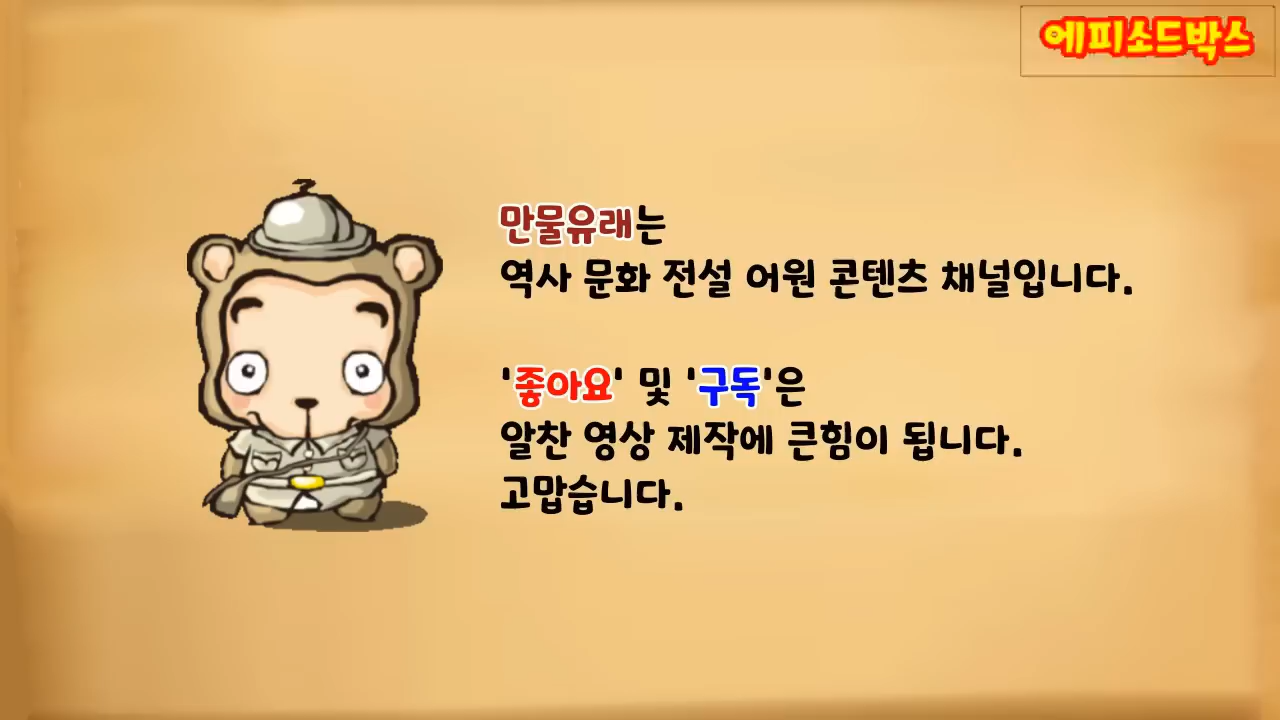 에피소드박스
만물유래는
역사 문화 전설 어원 콘텐츠 채널입니다.
'좋아요' 및 '구독'은
알찬 영상 제작에 큰힘이 됩니다.
고맙습니다.